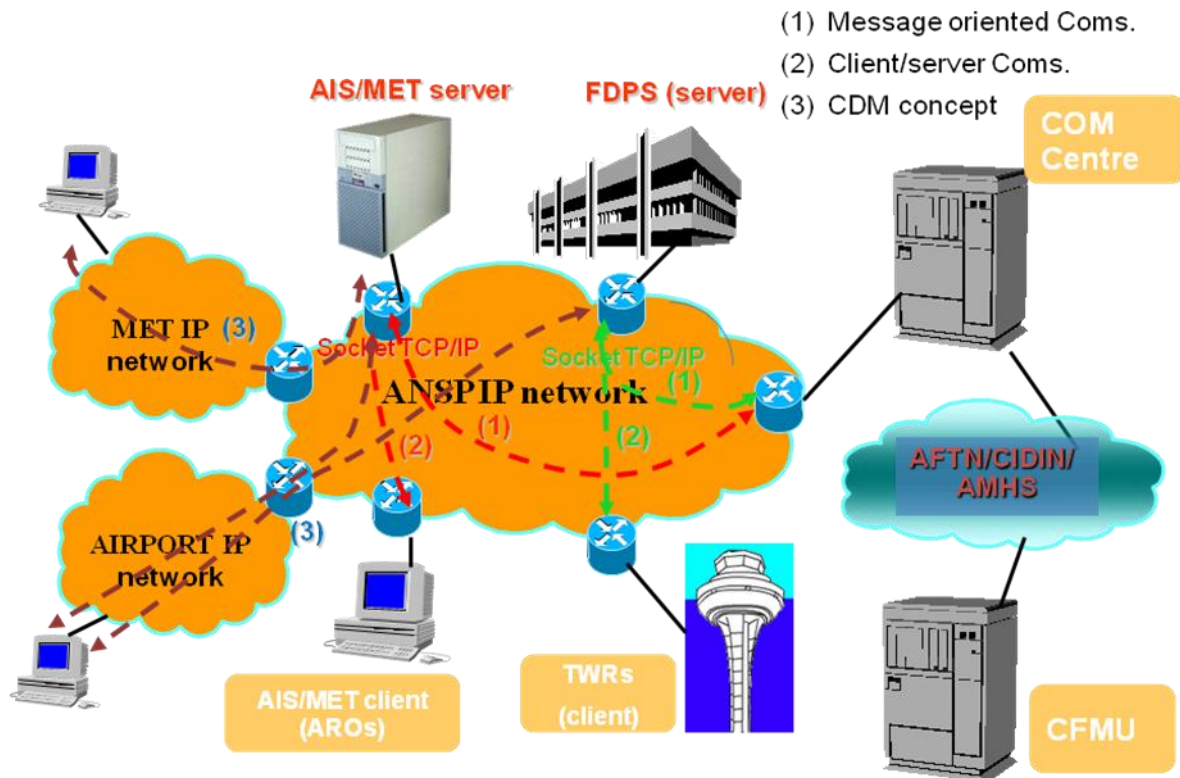 (1) Message oriented Coms.
(2) Client/server Coms.
(3) CDM concept
AIS/MET server
FDPS (server)
COM
Centre
MET IP (3)
network
Socket TCP/IP
Socket TCP/IP
ANSP IP network
(1)
(2)
(1)
(2)
AFTN/CIDIN/
AMHS
(3)
AIRPORT IP
network
AIS/MET client
(AROs)
TWRs
(client)
CFMU